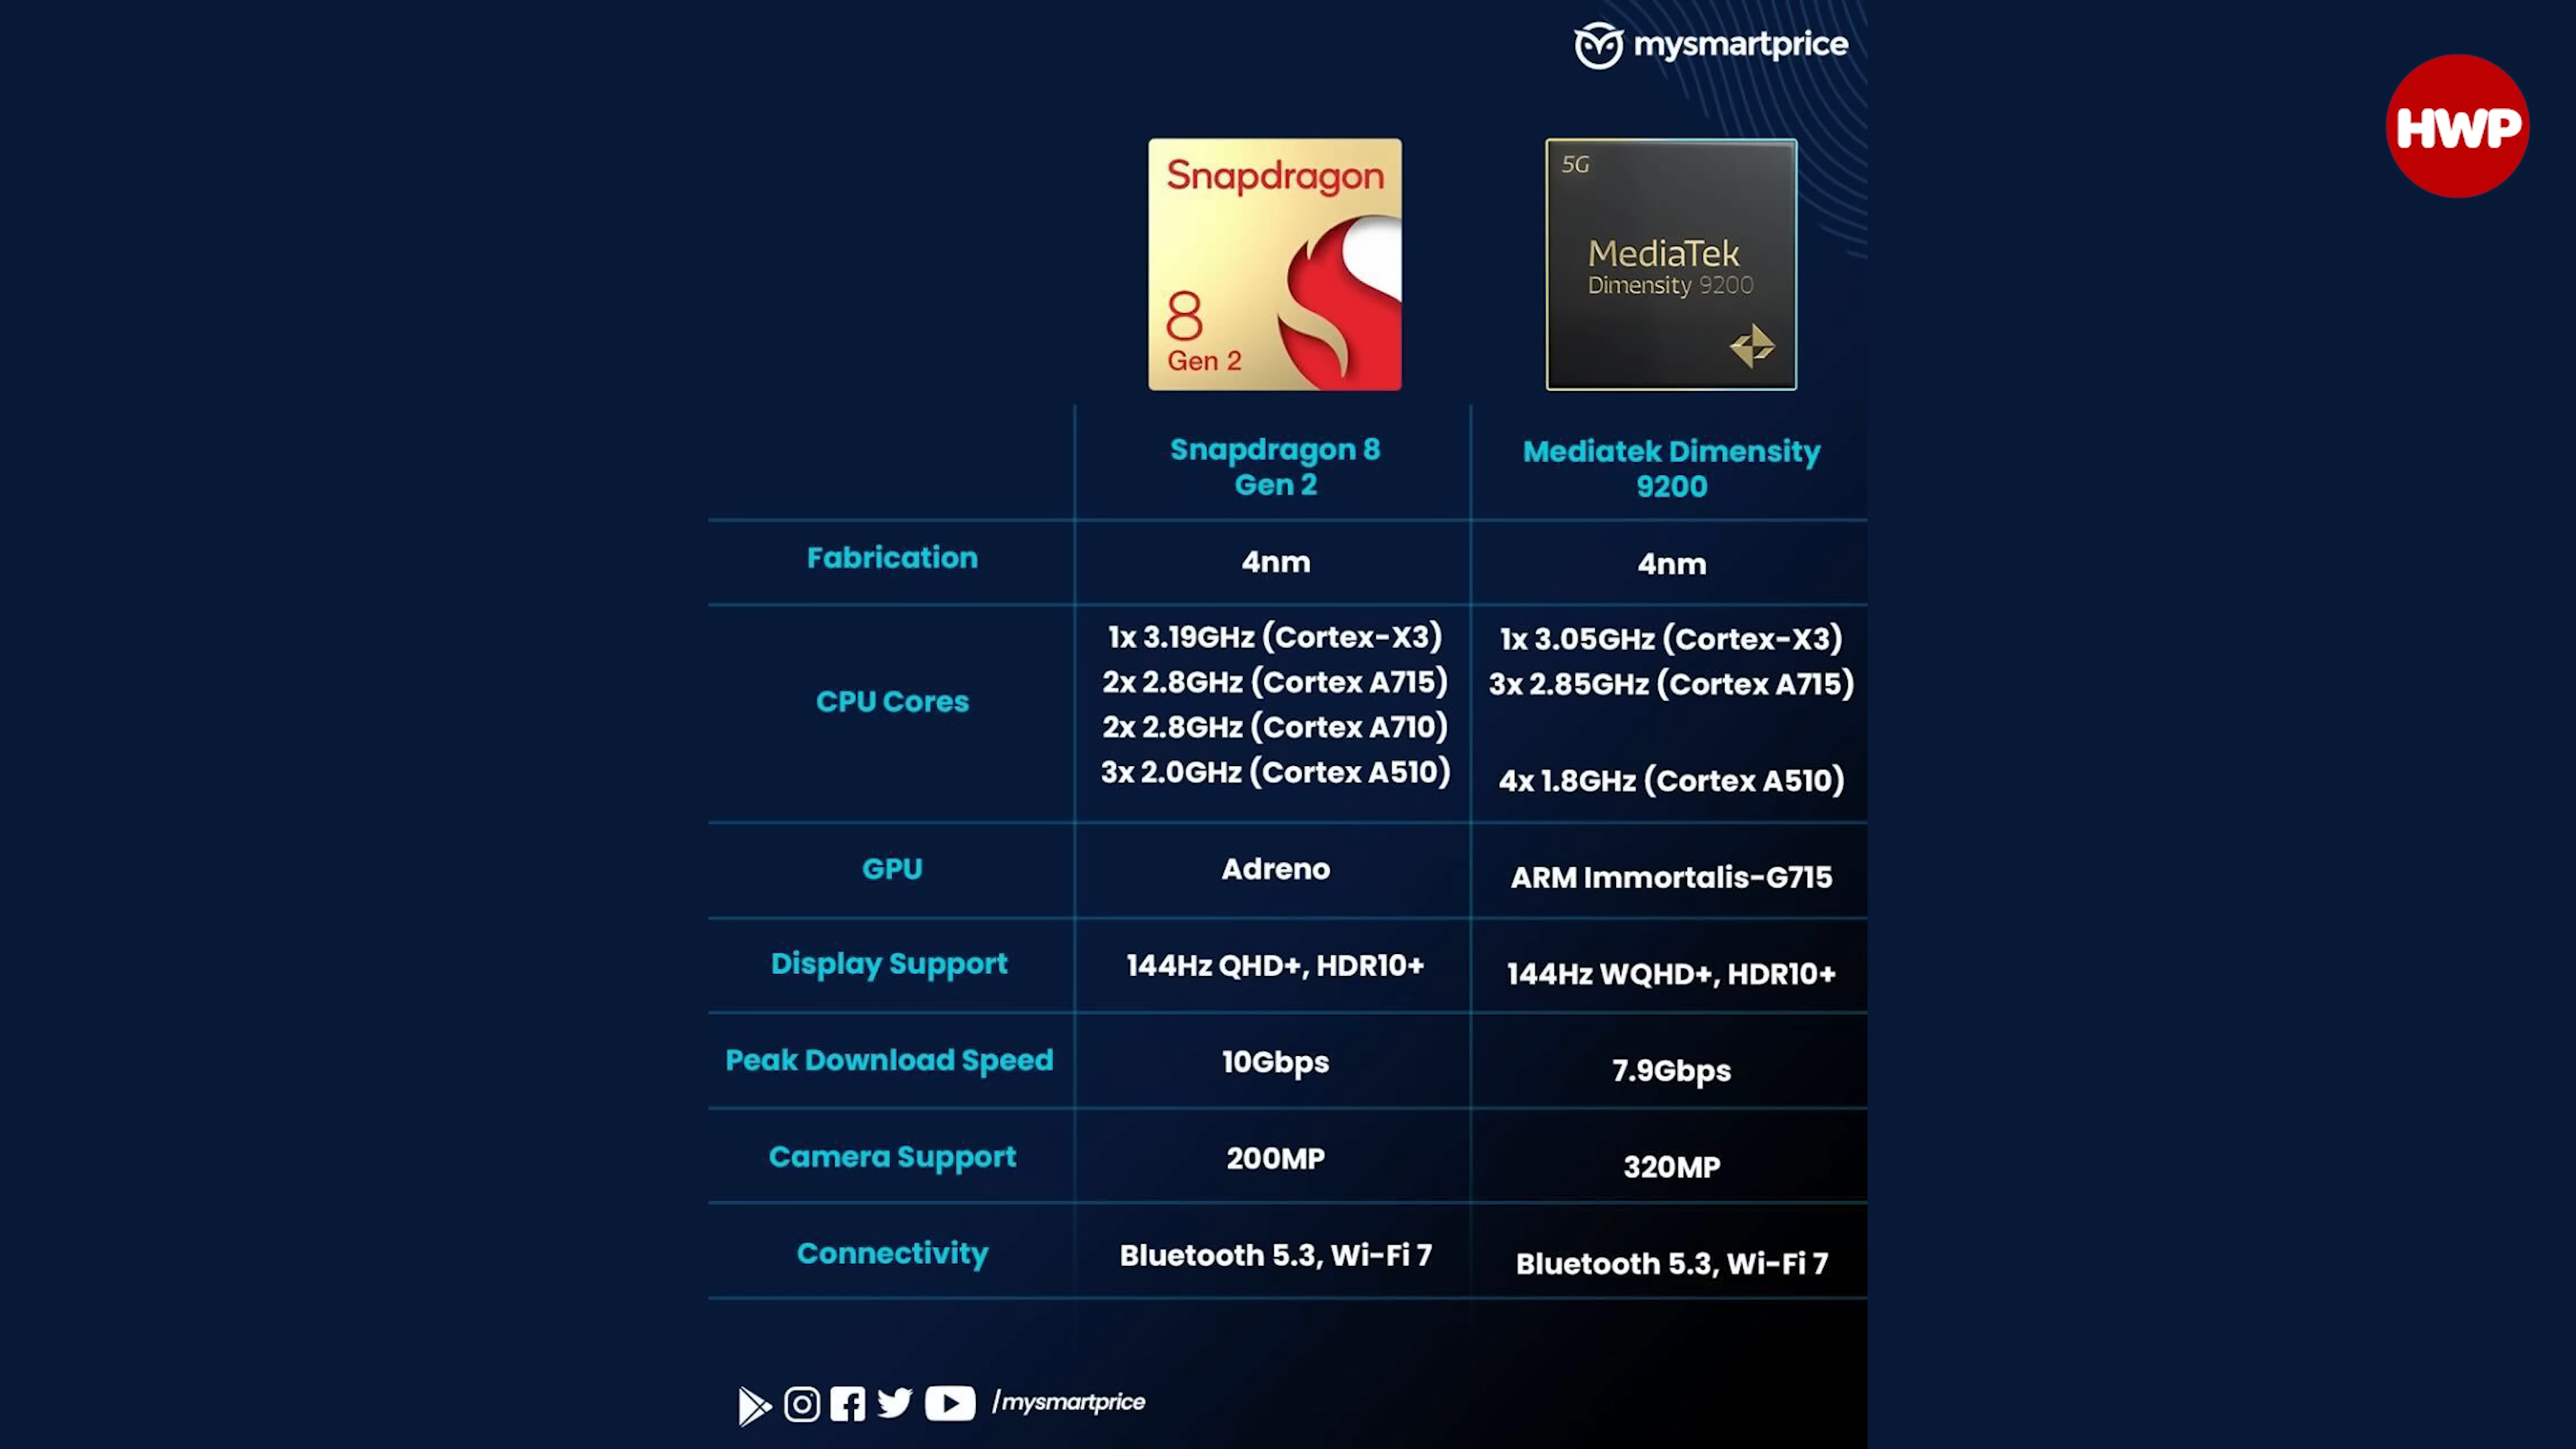 mysmartprice
HWP
Snapdragon
8
Gen 2
5G
MediaTek
Dimensity 9200
Snapdragon 8
Gen 2
Mediatek Dimensity
9200
Fabrication
4nm
4nm
CPU Cores
1x 3.19GHz (Cortex-X3)
2x 2.8GHz (Cortex A715)
2x 2.8GHz (Cortex A710)
3x 2.0GHz (Cortex A510)
1x 3.05GHz (Cortex-X3)
3x 2.85GHz (Cortex A715)
4x 1.8GHz (Cortex A510)
GPU
Adreno
ARM Immortalis-G715
Display Support
144Hz QHD+, HDR10+
144Hz WQHD+, HDR10+
Peak Download Speed
10Gbps
7.9Gbps
Camera Support
200MP
320MP
Connectivity
Bluetooth 5.3, Wi-Fi 7
Bluetooth 5.3, Wi-Fi 7
/mysmartprice